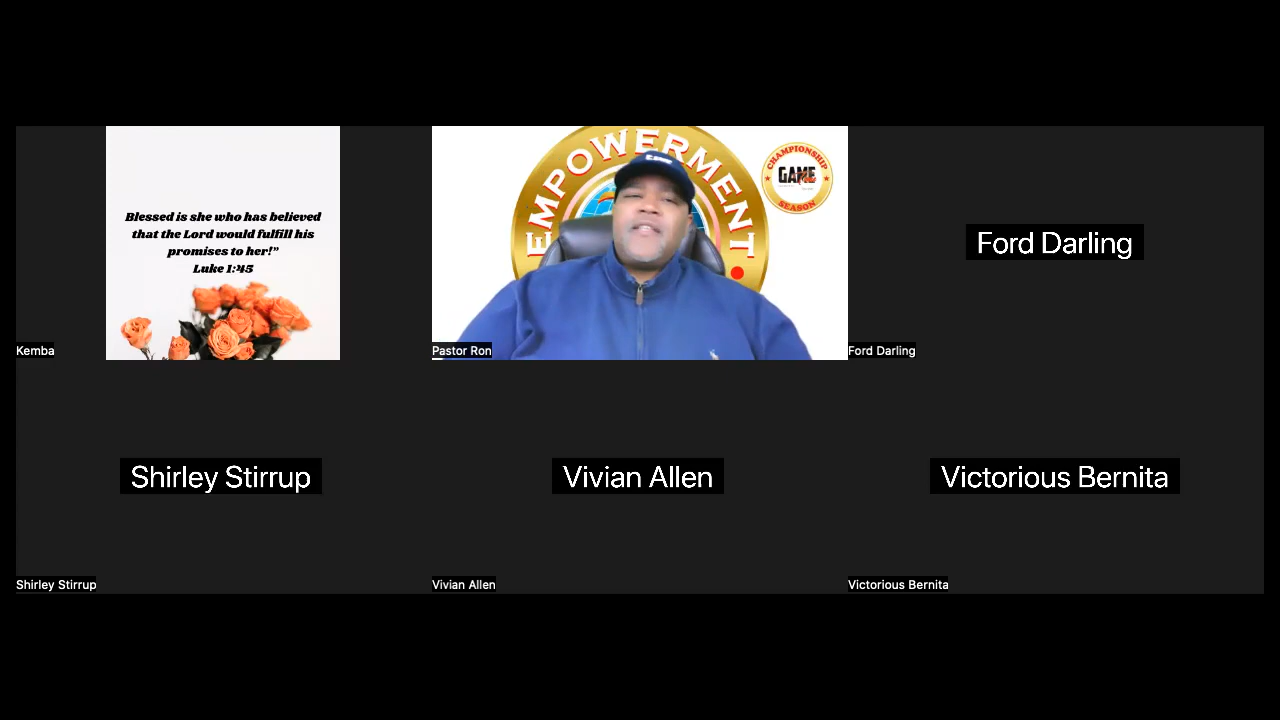 Blessed is she who has believed
that the Lord would fulfill his
promises to her!”
Luke 1:45
Kemba
EMPOWERMENT.
CHAMPIONSHIP
GAME
SEASON
Pastor Ron
Ford Darling
Ford Darling
Shirley Stirrup
Shirley Stirrup
Vivian Allen
Vivian Allen
Victorious Bernita
Victorious Bernita